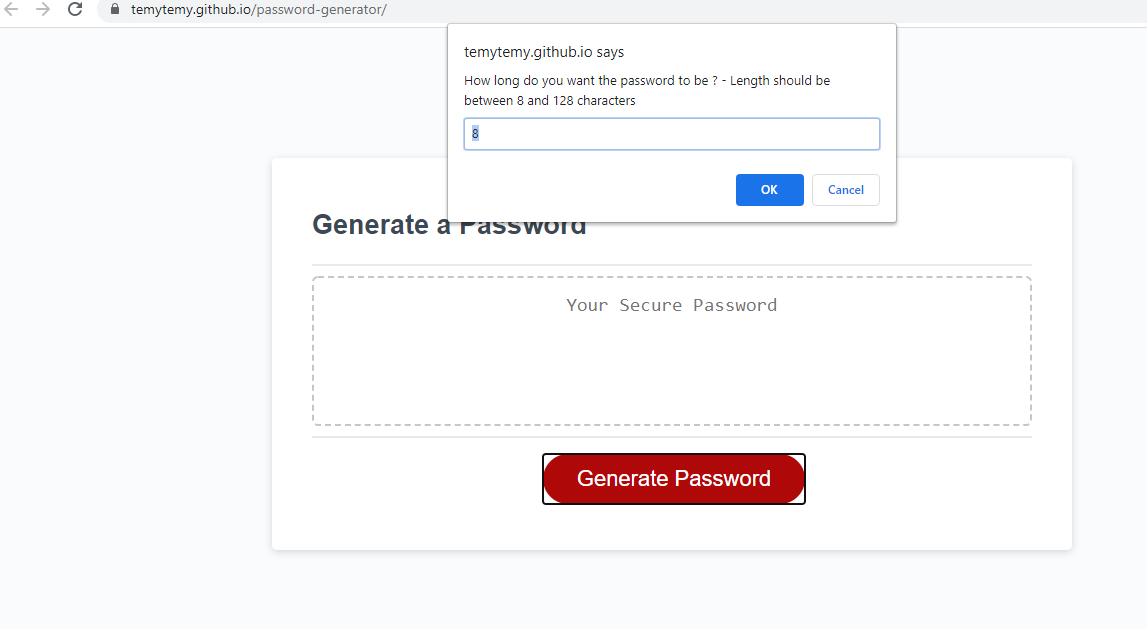 temytemy.github.io/password-generator/
temytemy.github.io says
How long do you want the password to be ? - Length should be
between 8 and 128 characters
8
OK
Cancel
Generate a Password
Your Secure Password
Generate Password